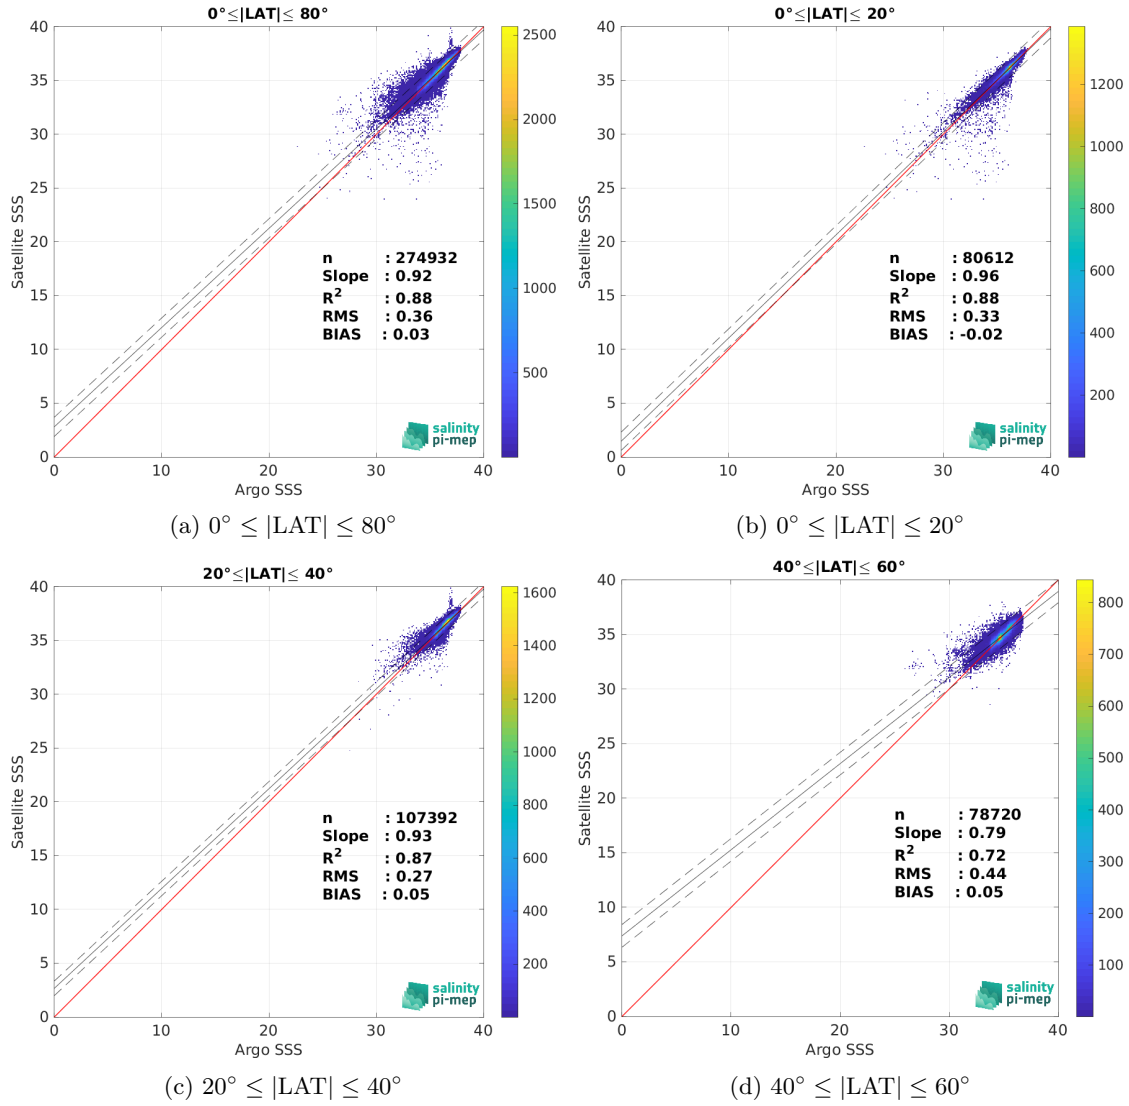 0°≤|LAT|≤ 80°
40
35
30
25
20
15
10
5
0
Satellite SSS
0
10
20
30
40
Argo SSS
n : 274932
Slope : 0.92
R² : 0.88
RMS : 0.36
BIAS : 0.03
salinity
pi-mep
2500
2000
1500
1000
500
(a) 0° ≤ |LAT| ≤ 80°
0°≤|LAT|≤ 20°
40
35
30
25
20
15
10
5
0
Satellite SSS
0
10
20
30
40
Argo SSS
n : 80612
Slope : 0.96
R² : 0.88
RMS : 0.33
BIAS : -0.02
salinity
pi-mep
1200
1000
800
600
400
200
(b) 0° ≤ |LAT| ≤ 20°
20°≤|LAT|≤ 40°
40
35
30
25
20
15
10
5
0
Satellite SSS
0
10
20
30
40
Argo SSS
n : 107392
Slope : 0.93
R² : 0.87
RMS : 0.27
BIAS : 0.05
salinity
pi-mep
1600
1400
1200
1000
800
600
400
200
(c) 20° ≤ |LAT| ≤ 40°
40°≤|LAT|≤ 60°
40
35
30
25
20
15
10
5
0
Satellite SSS
0
10
20
30
40
Argo SSS
n : 78720
Slope : 0.79
R² : 0.72
RMS : 0.44
BIAS : 0.05
salinity
pi-mep
800
700
600
500
400
300
200
100
(d) 40° ≤ |LAT| ≤ 60°